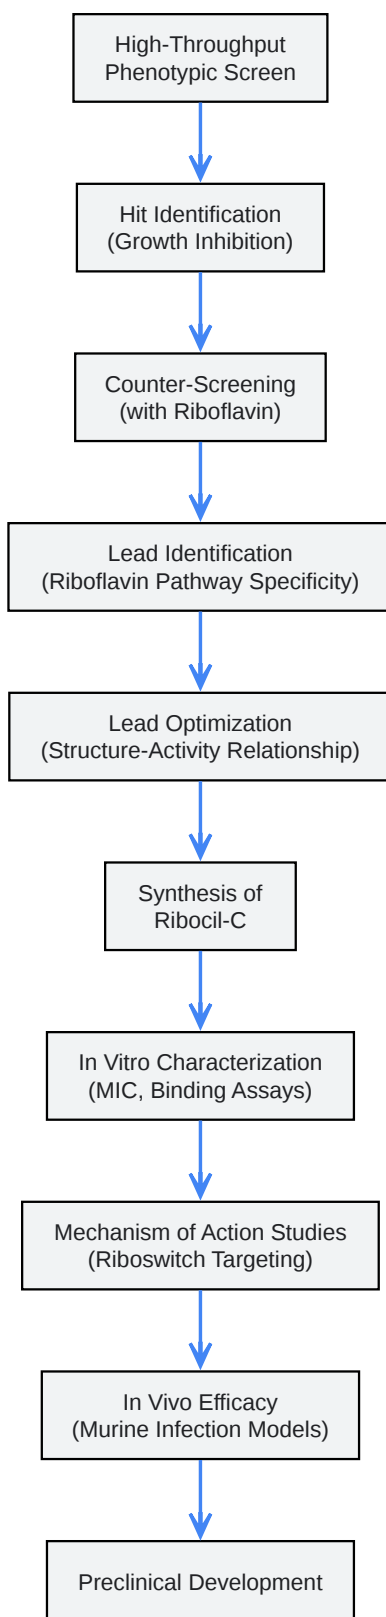 High-Throughput
Phenotypic Screen
Hit Identification
(Growth Inhibition)
Counter-Screening
(with Riboflavin)
Lead Identification
(Riboflavin Pathway Specificity)
Lead Optimization
(Structure-Activity Relationship)
Synthesis of
Ribocil-C
In Vitro Characterization
(MIC, Binding Assays)
Mechanism of Action Studies
(Riboswitch Targeting)
In Vivo Efficacy
(Murine Infection Models)
Preclinical Development